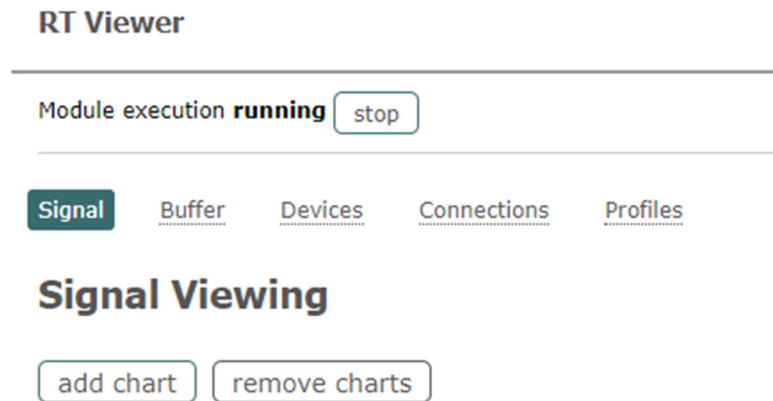 RT Viewer
Module execution running stop
Signal Buffer Devices Connections Profiles
Signal Viewing
add chart remove charts